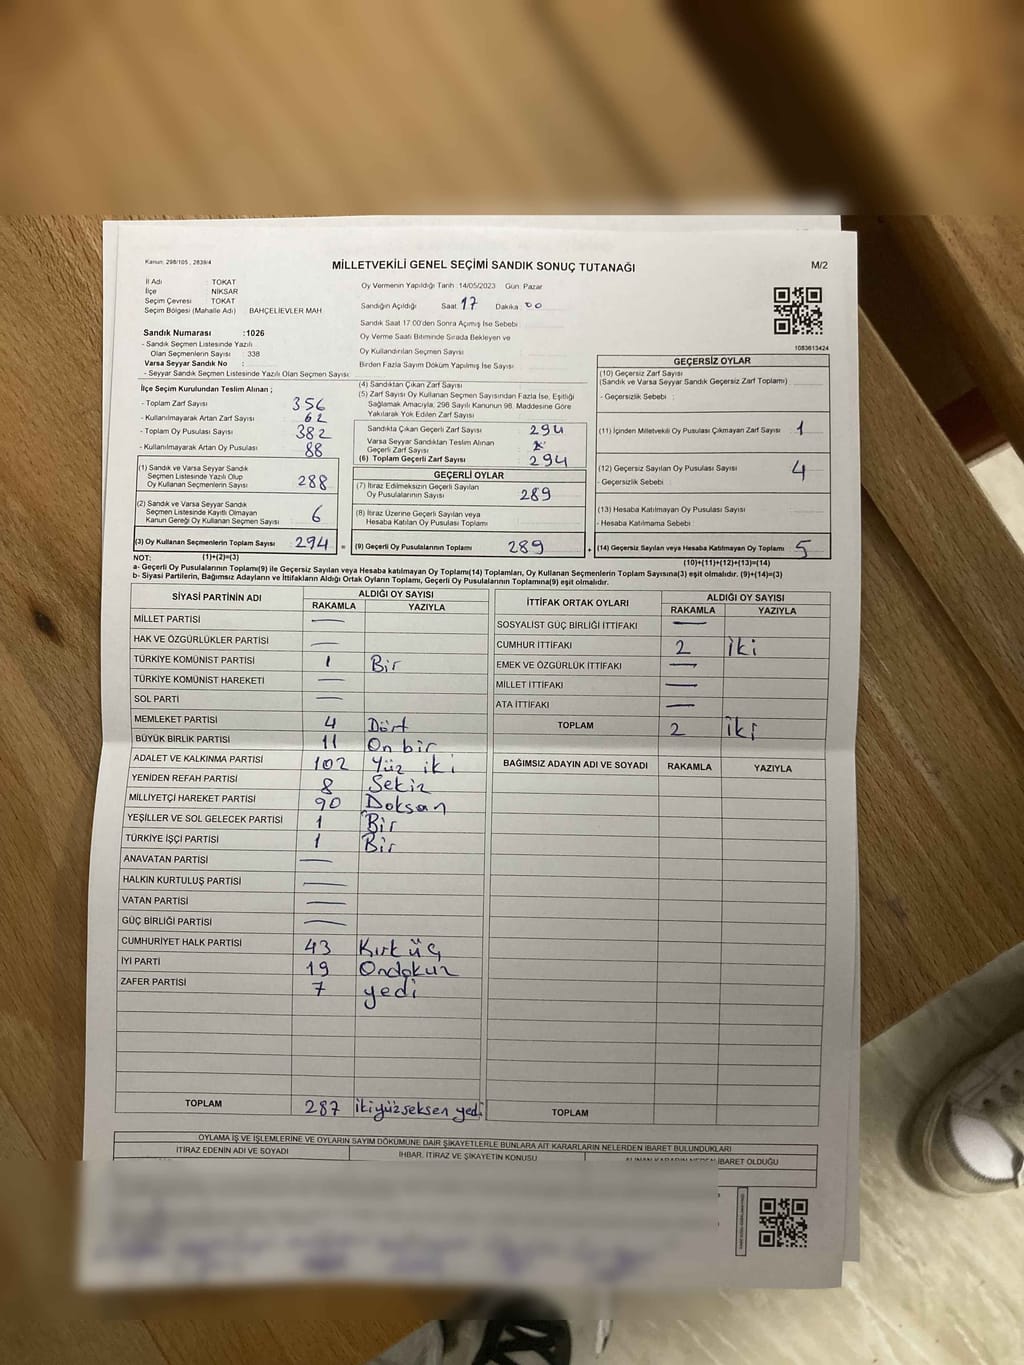 Kanun: 298/105 , 2839/4
MİLLETVEKİLİ GENEL SEÇİMİ SANDIK SONUÇ TUTANAĞI
M/2
İl Adı TOKAT
İlçe NİKSAR
Seçim Çevresi TOKAT
Seçim Bölgesi (Mahalle Adı) BAHÇELİEVLER MAH
Oy Vermenin Yapıldığı Tarih :14/05/2023 Gün: Pazar
Sandığın Açıldığı Saat: 17 Dakika: 00
Sandık Saat 17:00'den Sonra Açımış İse Sebebi
Oy Verme Saati Bitiminde Sırada Bekleyen ve
Oy Kullandırılan Seçmen Sayısı
Birden Fazla Sayım Döküm Yapılmış İse Sayısı
1083613424
Sandık Numarası :1026
- Sandık Seçmen Listesinde Yazılı
Olan Seçmenlerin Sayısı : 338
Varsa Seyyar Sandık No :
- Seyyar Sandık Seçmen Listesinde Yazılı Olan Seçmen Sayısı:
İlçe Seçim Kurulundan Teslim Alınan ;
- Toplam Zarf Sayısı 356
- Kullanılmayarak Artan Zarf Sayısı 62
- Toplam Oy Pusulası Sayısı 382
- Kullanılmayarak Artan Oy Pusulası 88
(1) Sandık ve Varsa Seyyar Sandık
Seçmen Listesinde Yazılı Olup
Oy Kullanan Seçmenlerin Sayısı 288
(2) Sandık ve Varsa Seyyar Sandık
Seçmen Listesinde Kayıtlı Olmayan
Kanun Gereği Oy Kullanan Seçmen Sayısı 6
(3) Oy Kullanan Seçmenlerin Toplam Sayısı 294 =
(4) Sandıktan Çıkan Zarf Sayısı
(5) Zarf Sayısı Oy Kullanan Seçmen Sayısından Fazla İse, Eşitliği
Sağlamak Amacıyla, 298 Sayılı Kanunun 98. Maddesine Göre
Yakılarak Yok Edilen Zarf Sayısı
Sandıkta Çıkan Geçerli Zarf Sayısı 294
Varsa Seyyar Sandıktan Teslim Alınan
Geçerli Zarf Sayısı
(6) Toplam Geçerli Zarf Sayısı 294
GEÇERLİ OYLAR
(7) İtiraz Edilmeksizin Geçerli Sayılan
Oy Pusulalarının Sayısı 289
(8) İtiraz Üzerine Geçerli Sayılan veya
Hesaba Katılan Oy Pusulası Toplamı
(9) Geçerli Oy Pusulalarının Toplamı 289 +
GEÇERSİZ OYLAR
(10) Geçersiz Zarf Sayısı
(Sandık ve Varsa Seyyar Sandık Geçersiz Zarf Toplamı)
- Geçersizlik Sebebi :
(11) İçinden Milletvekili Oy Pusulası Çıkmayan Zarf Sayısı 1
(12) Geçersiz Sayılan Oy Pusulası Sayısı 4
- Geçersizlik Sebebi
(13) Hesaba Katılmayan Oy Pusulası Sayısı
- Hesaba Katılmama Sebebi
(14) Geçersiz Sayılan veya Hesaba Katılmayan Oy Toplamı 5
NOT: (1)+(2)=(3)
(10)+(11)+(12)+(13)=(14)
a- Geçerli Oy Pusulalarının Toplamı(9) ile Geçersiz Sayılan veya Hesaba katılmayan Oy Toplamı(14) Toplamları, Oy Kullanan Seçmenlerin Toplam Sayısına(3) eşit olmalıdır. (9)+(14)=(3)
b- Siyasi Partilerin, Bağımsız Adayların ve İttifakların Aldığı Ortak Oyların Toplamı, Geçerli Oy Pusulalarının Toplamına(9) eşit olmalıdır.
SİYASİ PARTİNİN ADI ALDIĞI OY SAYISI
RAKAMLA YAZIYLA
MİLLET PARTİSİ —
HAK VE ÖZGÜRLÜKLER PARTİSİ —
TÜRKİYE KOMÜNİST PARTİSİ 1 Bir
TÜRKİYE KOMÜNİST HAREKETİ —
SOL PARTİ —
MEMLEKET PARTİSİ 4 Dört
BÜYÜK BİRLİK PARTİSİ 11 On bir
ADALET VE KALKINMA PARTİSİ 102 Yüz iki
YENİDEN REFAH PARTİSİ 8 Sekiz
MİLLİYETÇİ HAREKET PARTİSİ 90 Doksan
YEŞİLLER VE SOL GELECEK PARTİSİ 1 Bir
TÜRKİYE İŞÇİ PARTİSİ 1 Bir
ANAVATAN PARTİSİ —
HALKIN KURTULUŞ PARTİSİ —
VATAN PARTİSİ —
GÜÇ BİRLİĞİ PARTİSİ —
CUMHURİYET HALK PARTİSİ 43 Kırk üç
İYİ PARTİ 19 Ondokuz
ZAFER PARTİSİ 7 yedi
TOPLAM 287 ikiyüzseksen yedi
İTTİFAK ORTAK OYLARI ALDIĞI OY SAYISI
RAKAMLA YAZIYLA
SOSYALİST GÜÇ BİRLİĞİ İTTİFAKI —
CUMHUR İTTİFAKI 2 İki
EMEK VE ÖZGÜRLÜK İTTİFAKI —
MİLLET İTTİFAKI —
ATA İTTİFAKI —
TOPLAM 2 iki
BAĞIMSIZ ADAYIN ADI VE SOYADI RAKAMLA YAZIYLA
TOPLAM
OYLAMA İŞ VE İŞLEMLERİNE VE OYLARIN SAYIM DÖKÜMÜNE DAİR ŞİKAYETLERLE BUNLARA AİT KARARLARIN NELERDEN İBARET BULUNDUKLARI
İTİRAZ EDENİN ADI VE SOYADI İHBAR, İTİRAZ VE ŞİKAYETİN KONUSU ALINAN KARARIN NEDEN İBARET OLDUĞU